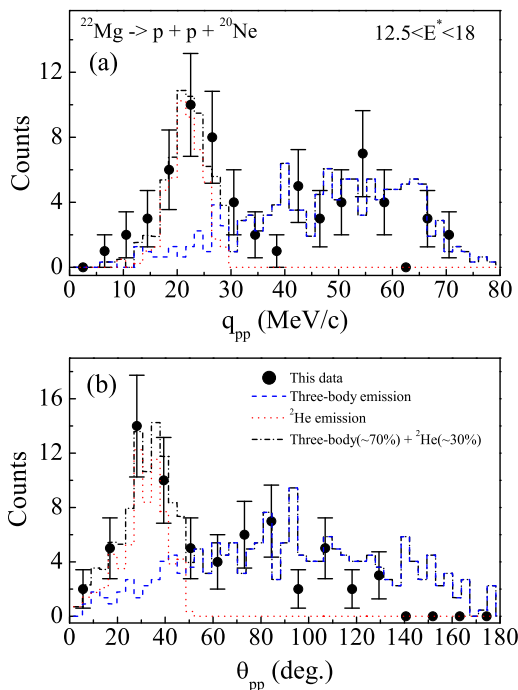 ²²Mg -> p + p + ²⁰Ne 12.5<E*<18
(a)
12
8
4
0
Counts
0 10 20 30 40 50 60 70 80
q_pp (MeV/c)
(b)
This data
Three-body emission
²He emission
Three-body(~70%) + ²He(~30%)
16
12
8
4
0
Counts
0 20 40 60 80 100 120 140 160 180
θ_pp (deg.)